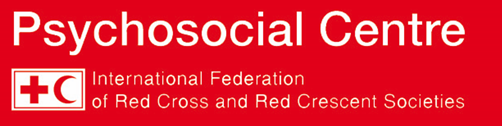 Psychosocial Centre
International Federation
of Red Cross and Red Crescent Societies